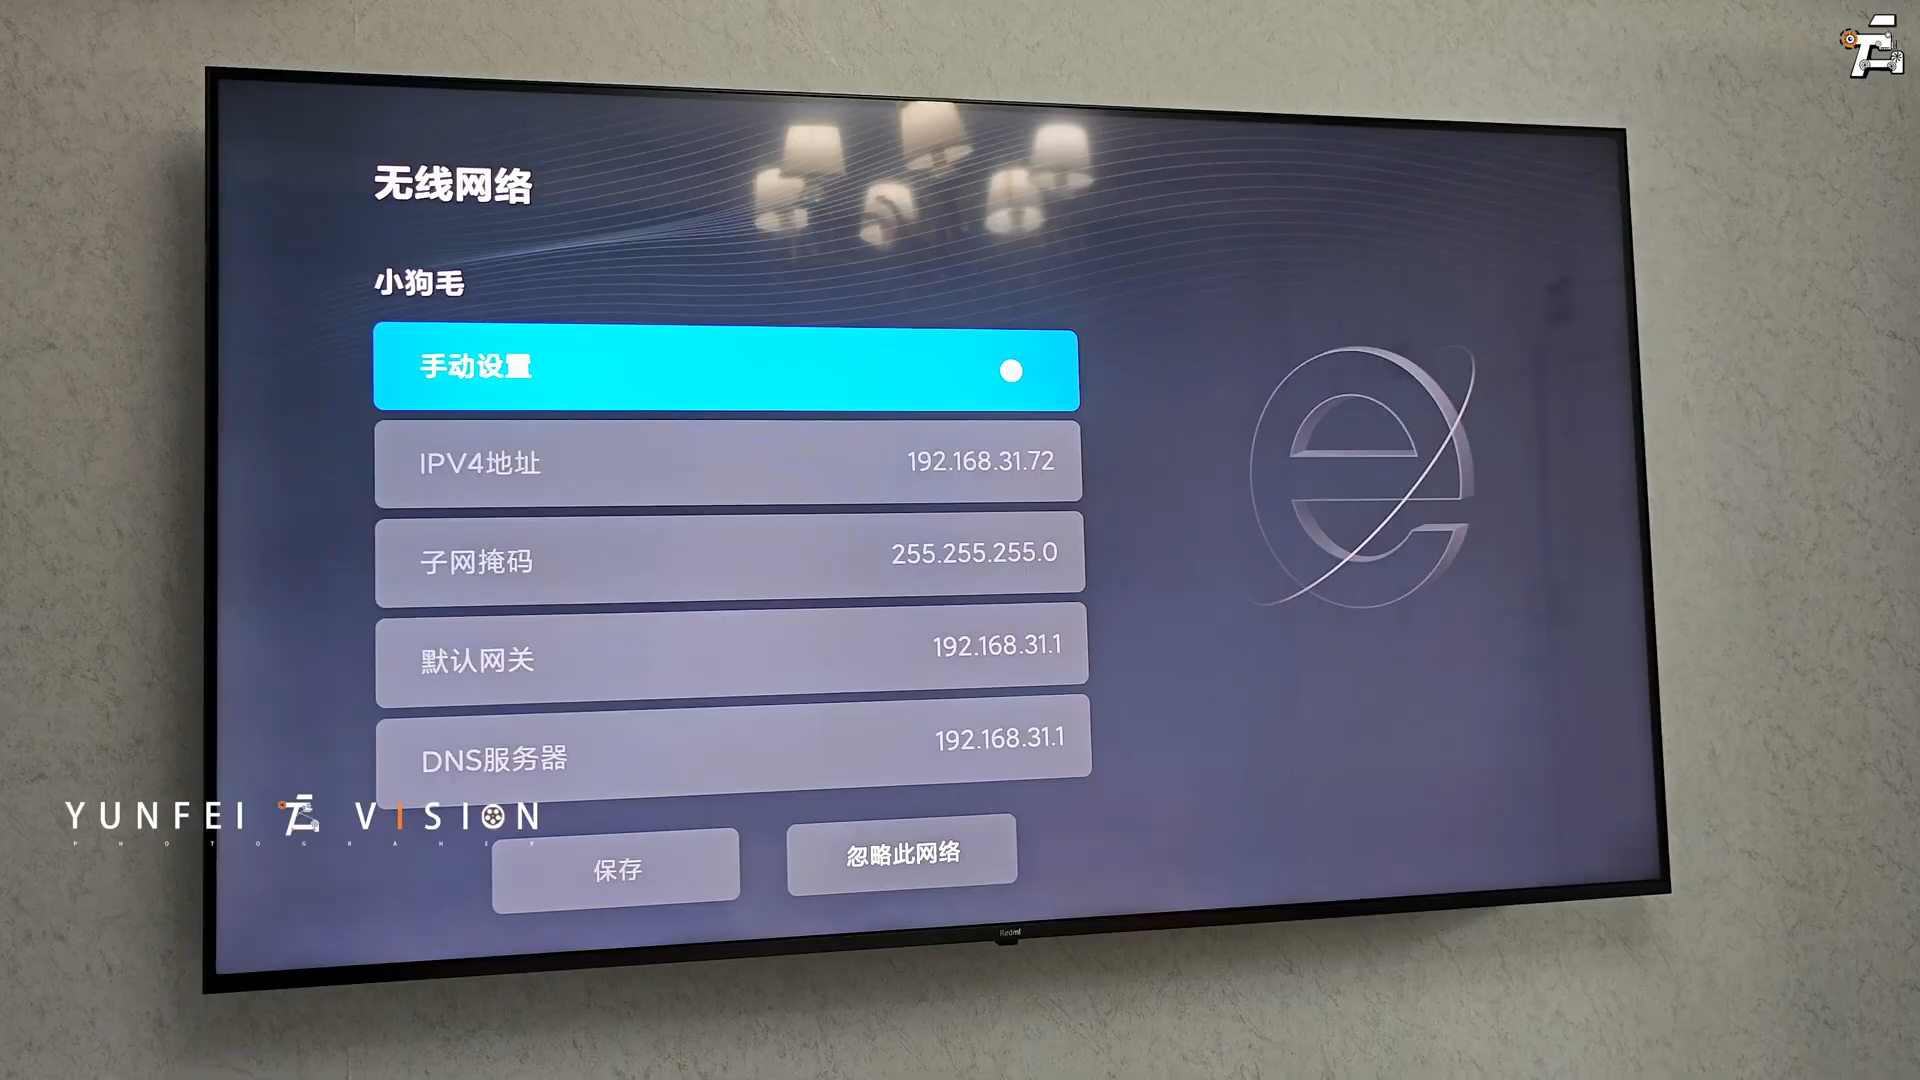 无线网络
小狗毛
手动设置
IPV4地址 192.168.31.72
子网掩码 255.255.255.0
默认网关 192.168.31.1
DNS服务器 192.168.31.1
保存 忽略此网络
YUNFEI VISION
Redmi